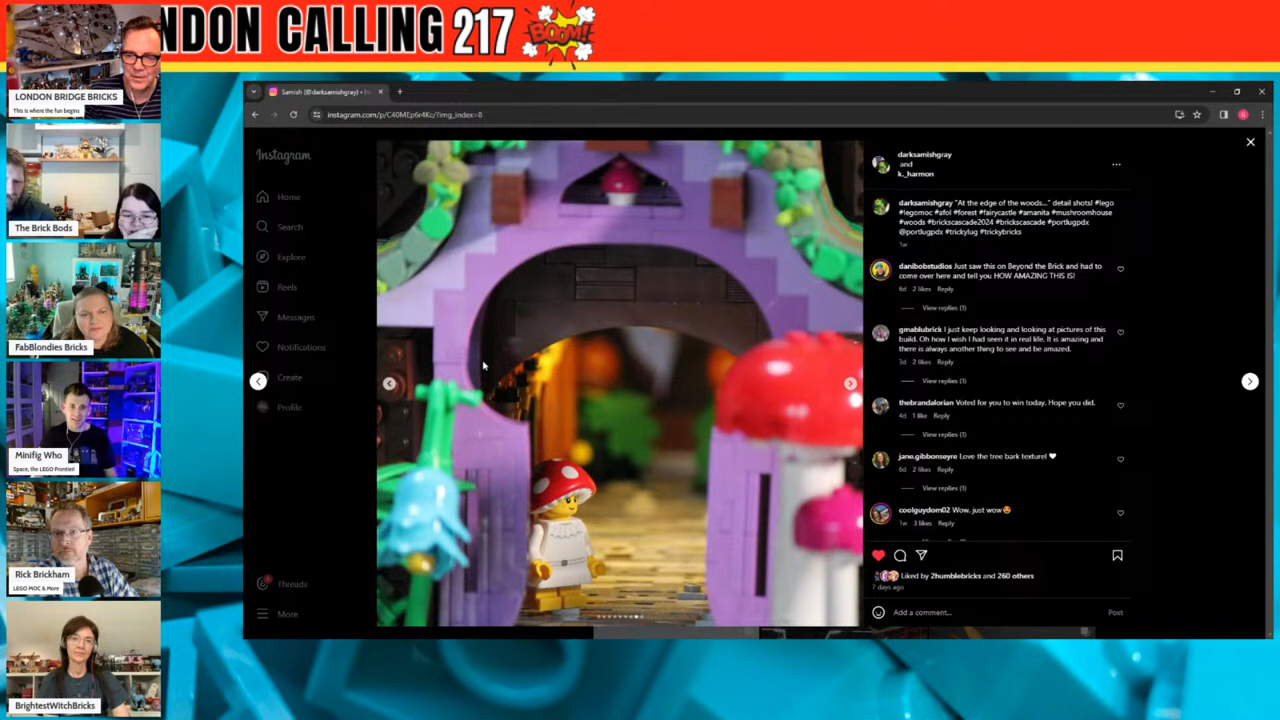 NDON CALLING 217
BOOM!
LONDON BRIDGE BRICKS
This is where the fun begins
The Brick Bods
FabBlondies Bricks
Minifig Who
Space, the LEGO Frontier!
Rick Brickham
LEGO MOC & More
BrightestWitchBricks
Samish (@darksamishgray) • In
instagram.com/p/C40MEp6r4Kc/?img_index=8
Instagram
Home
Search
Explore
Reels
Messages
Notifications
Create
Profile
Threads
More
darksamishgray
and
k._harmon
darksamishgray "At the edge of the woods..." detail shots! #lego
#legomoc #afol #forest #fairycastle #amanita #mushroomhouse
#woods #brickscascade2024 #brickscascade #portlugpdx
@portlugpdx #trickylug #trickybricks
1w
danibobstudios Just saw this on Beyond the Brick and had to
come over here and tell you HOW AMAZING THIS IS!
6d 2 likes Reply
View replies (1)
gmablubrick I just keep looking and looking at pictures of this
build. Oh how I wish I had seen it in real life. It is amazing and
there is always another thing to see and be amazed.
3d 2 likes Reply
View replies (1)
thebrandalorian Voted for you to win today. Hope you did.
4d 1 like Reply
View replies (1)
jane.gibbonseyre Love the tree bark texture!
6d 2 likes Reply
View replies (1)
coolguydom02 Wow, just wow
1w 3 likes Reply
Liked by 2humblebricks and 260 others
7 days ago
Add a comment...
Post